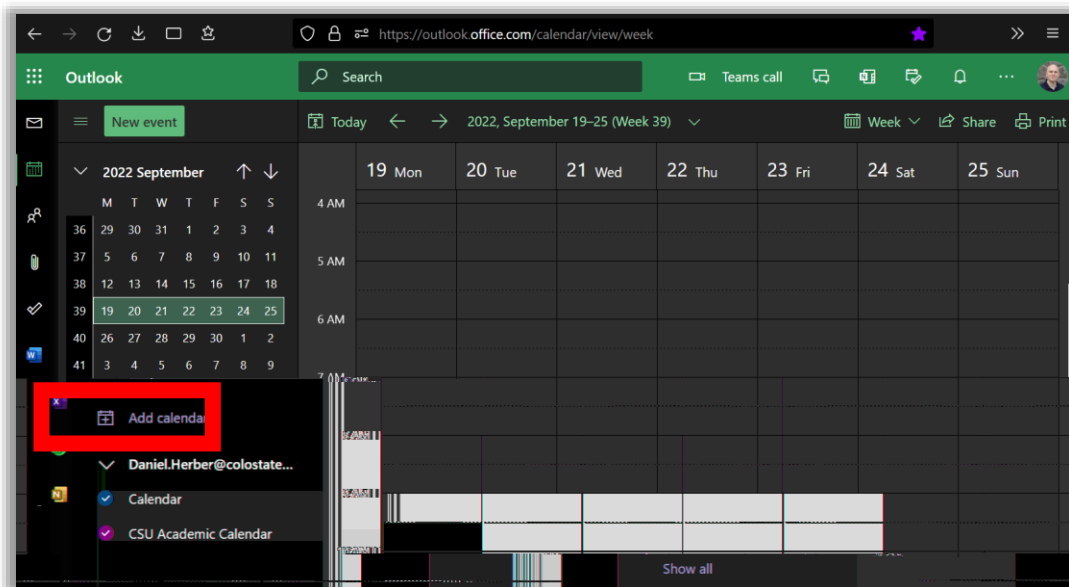 https://outlook.office.com/calendar/view/week
Outlook
Search
Teams call
New event
Today
2022, September 19–25 (Week 39)
Week
Share
Print
2022 September
M T W T F S S
36 29 30 31 1 2 3 4
37 5 6 7 8 9 10 11
38 12 13 14 15 16 17 18
39 19 20 21 22 23 24 25
40 26 27 28 29 30 1 2
41 3 4 5 6 7 8 9
19 Mon
20 Tue
21 Wed
22 Thu
23 Fri
24 Sat
25 Sun
4 AM
5 AM
6 AM
Add calendar
Daniel.Herber@colostate...
Calendar
CSU Academic Calendar
Show all